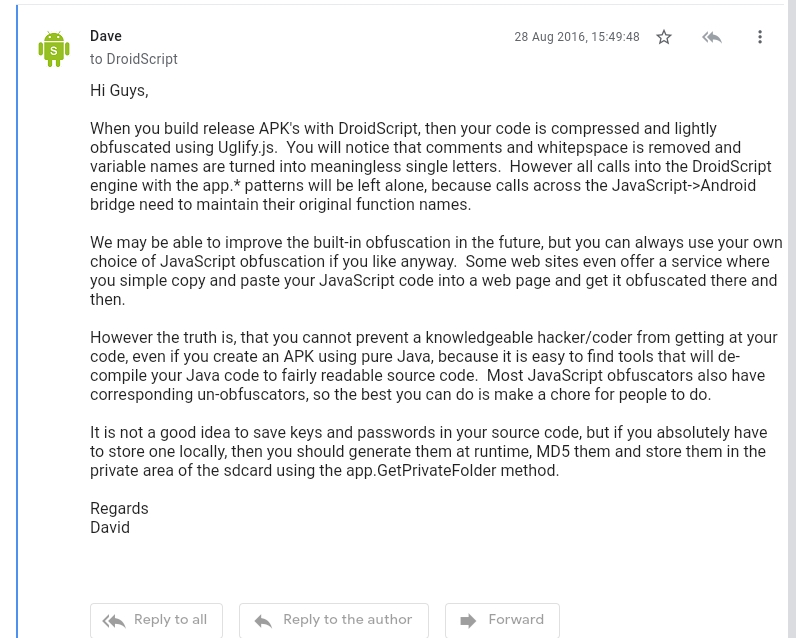 Dave
28 Aug 2016, 15:49:48
to DroidScript
S
Hi Guys,
When you build release APK's with DroidScript, then your code is compressed and lightly
obfuscated using Uglify.js.  You will notice that comments and whitepspace is removed and
variable names are turned into meaningless single letters.  However all calls into the DroidScript
engine with the app.* patterns will be left alone, because calls across the JavaScript->Android
bridge need to maintain their original function names.
We may be able to improve the built-in obfuscation in the future, but you can always use your own
choice of JavaScript obfuscation if you like anyway.  Some web sites even offer a service where
you simple copy and paste your JavaScript code into a web page and get it obfuscated there and
then.
However the truth is, that you cannot prevent a knowledgeable hacker/coder from getting at your
code, even if you create an APK using pure Java, because it is easy to find tools that will de-
compile your Java code to fairly readable source code.  Most JavaScript obfuscators also have
corresponding un-obfuscators, so the best you can do is make a chore for people to do.
It is not a good idea to save keys and passwords in your source code, but if you absolutely have
to store one locally, then you should generate them at runtime, MD5 them and store them in the
private area of the sdcard using the app.GetPrivateFolder method.
Regards
David
Reply to all
Reply to the author
Forward